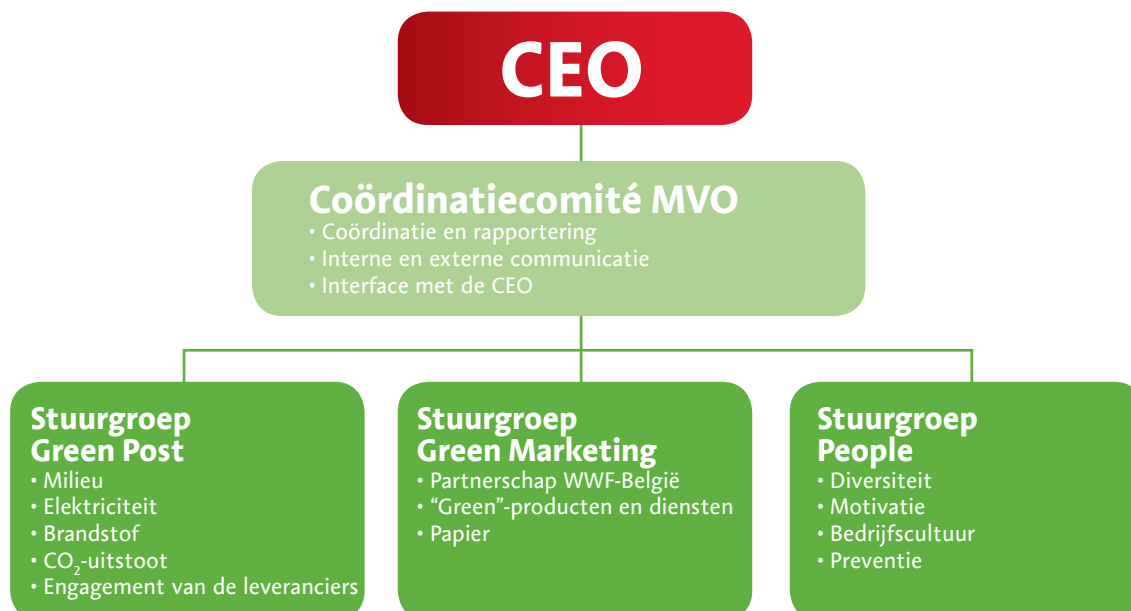 CEO
Coördinatiecomité MVO
• Coördinatie en rapportering
• Interne en externe communicatie
• Interface met de CEO
Stuurgroep
Green Post
• Milieu
• Elektriciteit
• Brandstof
• CO₂-uitstoot
• Engagement van de leveranciers
Stuurgroep
Green Marketing
• Partnerschap WWF-België
• “Green”-producten en diensten
• Papier
Stuurgroep
People
• Diversiteit
• Motivatie
• Bedrijfscultuur
• Preventie